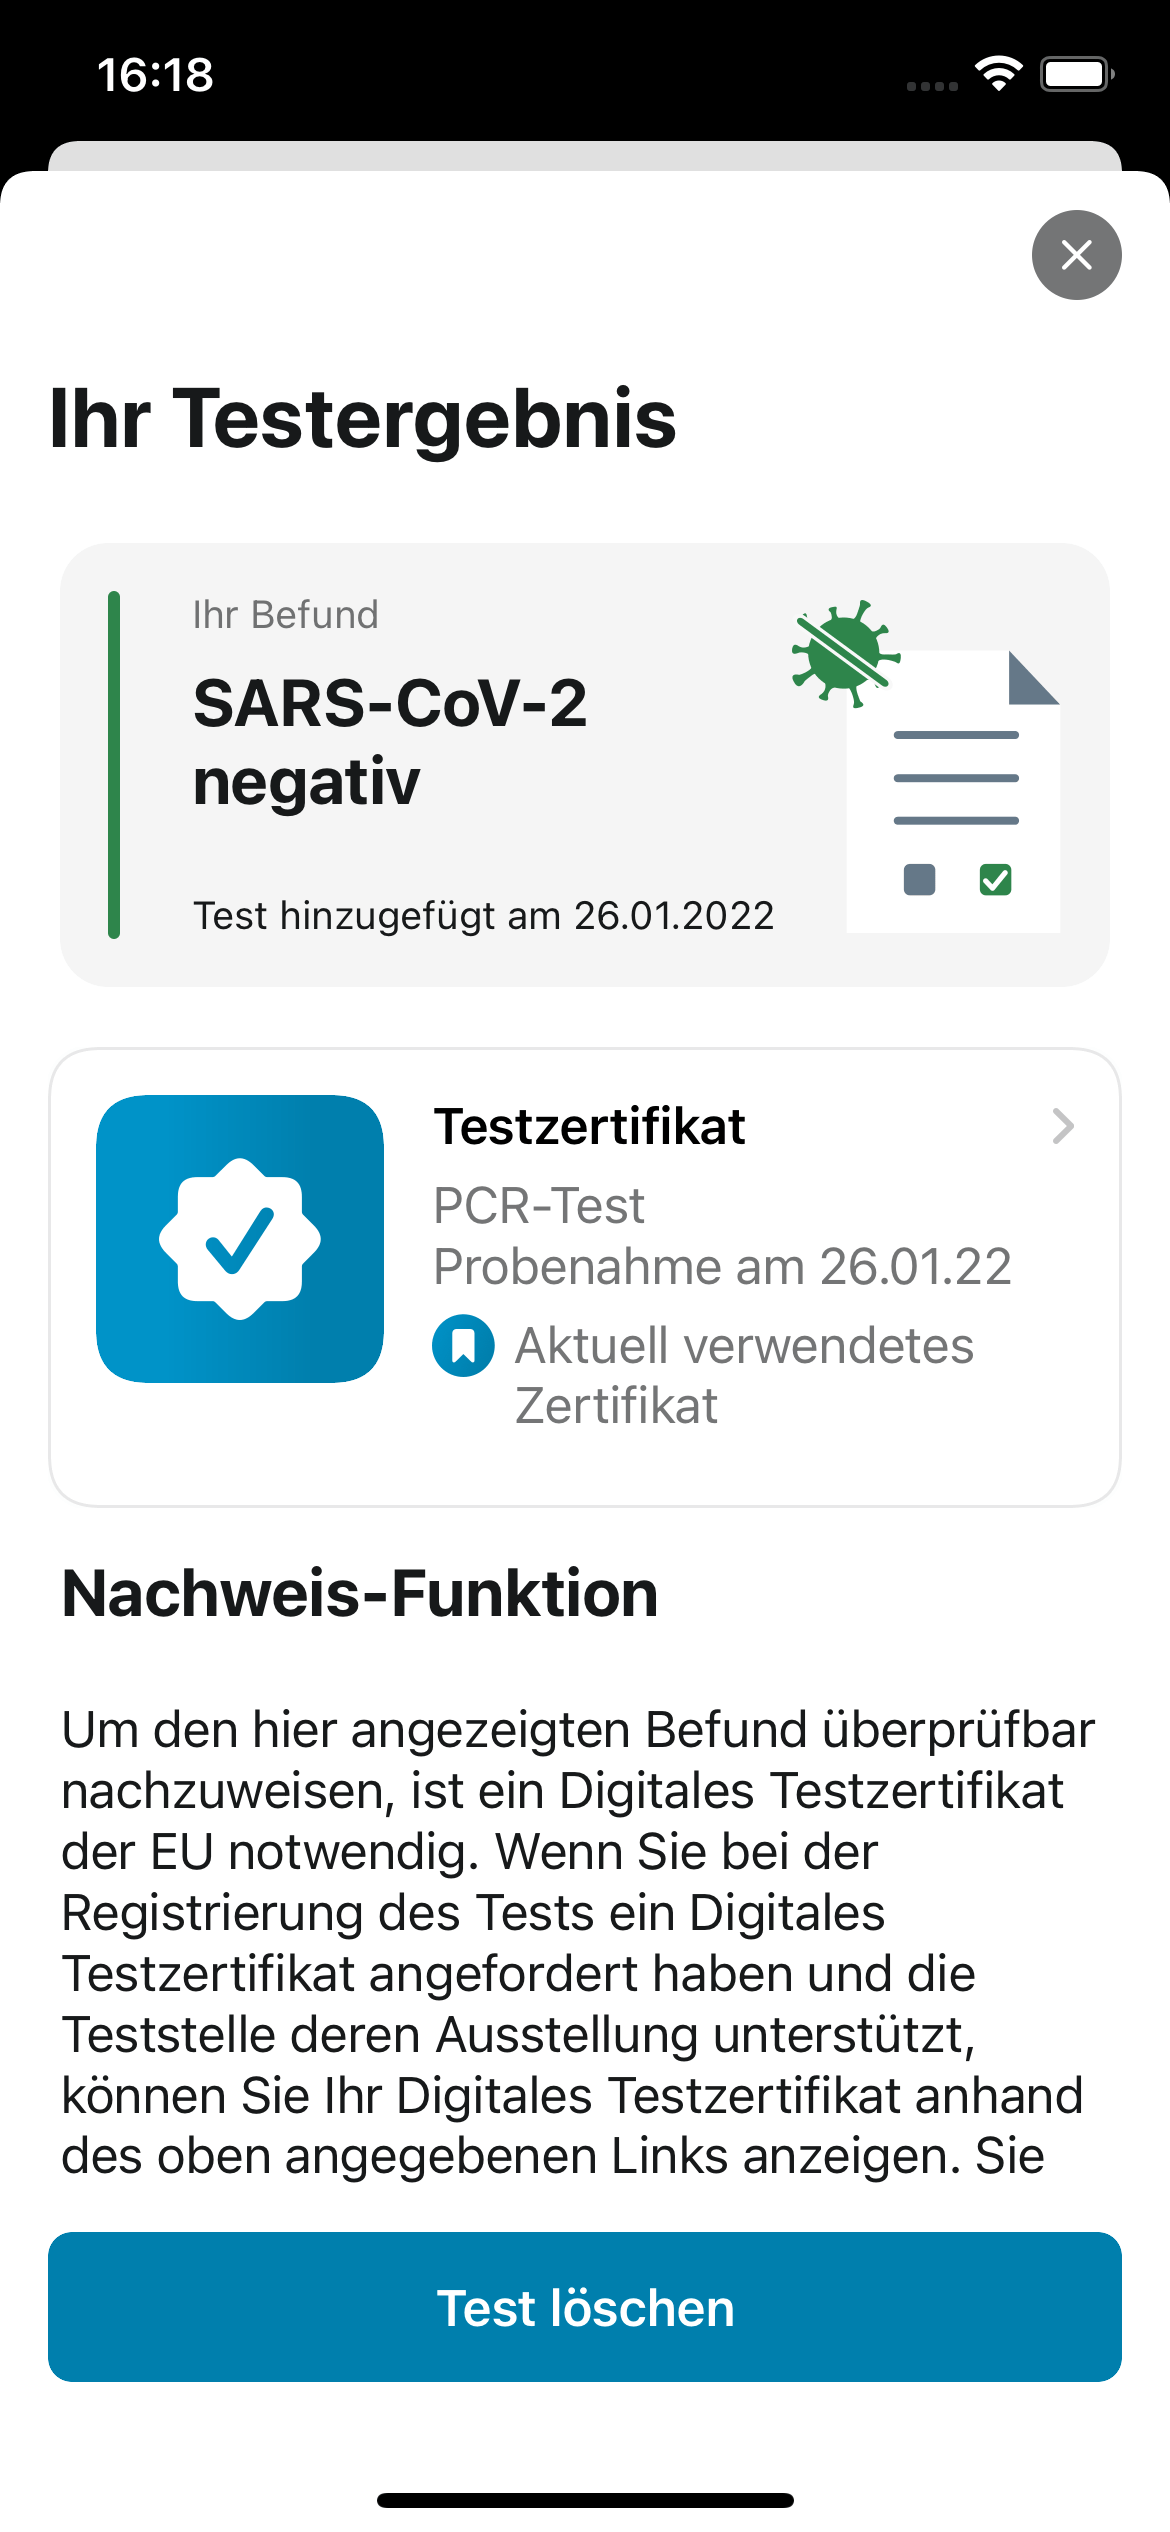 16:18
Ihr Testergebnis
Ihr Befund
SARS-CoV-2
negativ
Test hinzugefügt am 26.01.2022
Testzertifikat
PCR-Test
Probenahme am 26.01.22
Aktuell verwendetes
Zertifikat
Nachweis-Funktion
Um den hier angezeigten Befund überprüfbar
nachzuweisen, ist ein Digitales Testzertifikat
der EU notwendig. Wenn Sie bei der
Registrierung des Tests ein Digitales
Testzertifikat angefordert haben und die
Teststelle deren Ausstellung unterstützt,
können Sie Ihr Digitales Testzertifikat anhand
des oben angegebenen Links anzeigen. Sie
Test löschen